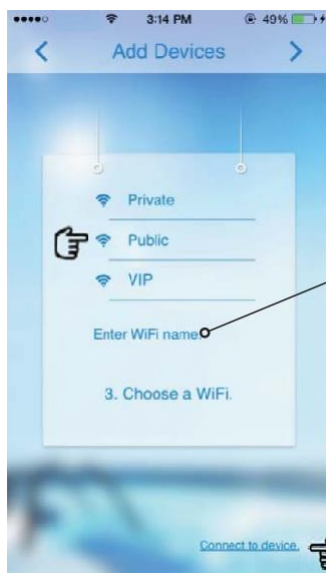 3:14 PM 49%
Add Devices
Private
Public
VIP
Enter WiFi name
3. Choose a WiFi.
Connect to device.